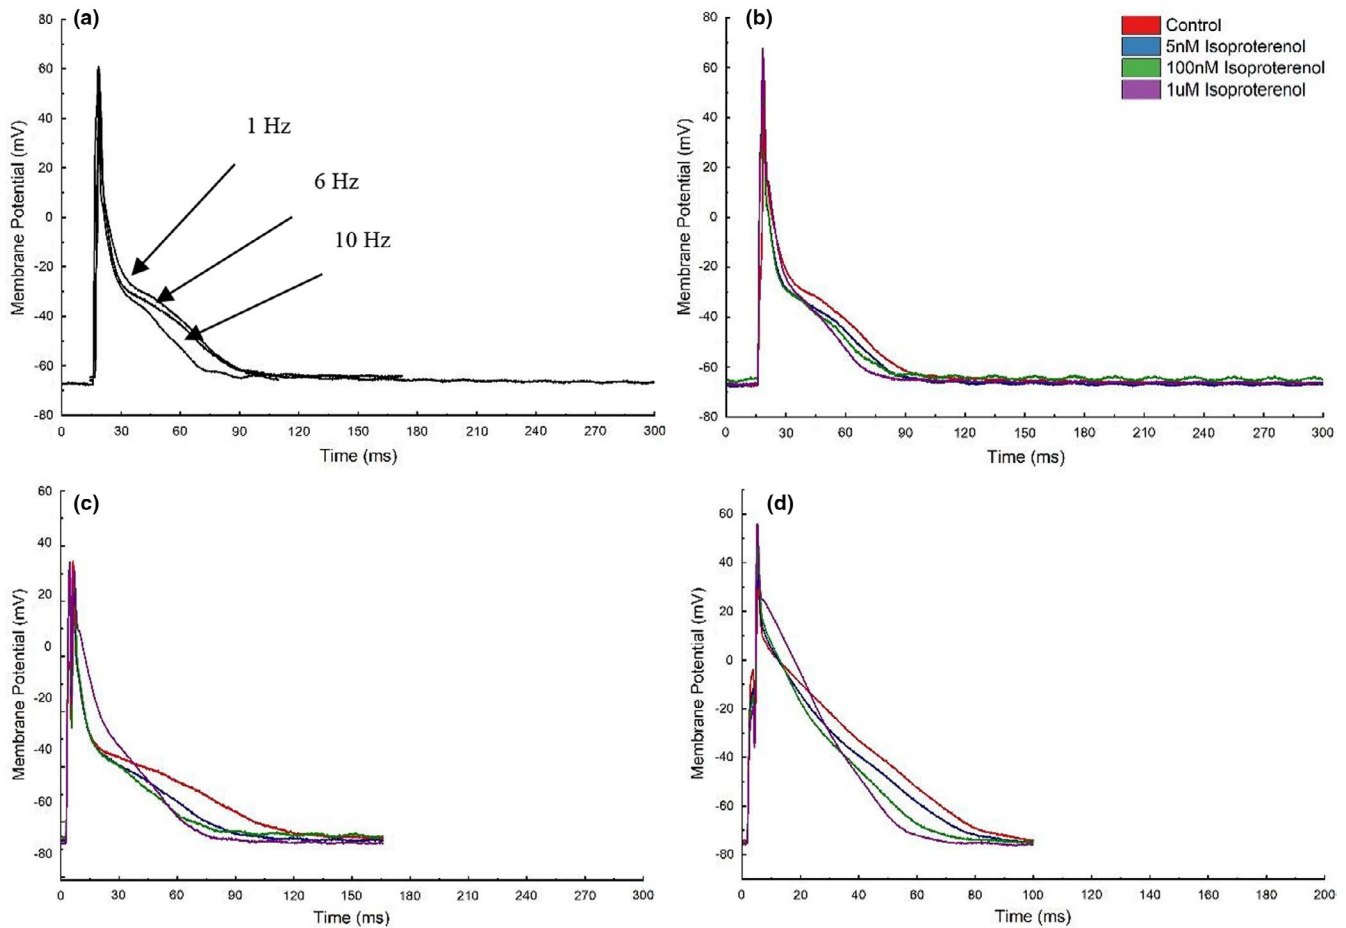 (a)
80
60
40
20
0
-20
-40
-60
-80
Membrane Potential (mV)
1 Hz
6 Hz
10 Hz
0 30 60 90 120 150 180 210 240 270 300
Time (ms)
(b)
Control
5nM Isoproterenol
100nM Isoproterenol
1uM Isoproterenol
80
60
40
20
0
-20
-40
-60
-80
Membrane Potential (mV)
0 30 60 90 120 150 180 210 240 270 300
Time (ms)
(c)
60
40
20
0
-20
-40
-60
-80
Membrane Potential (mV)
0 30 60 90 120 150 180 210 240 270 300
Time (ms)
(d)
60
40
20
0
-20
-40
-60
-80
Membrane Potential (mV)
0 20 40 60 80 100 120 140 160 180 200
Time (ms)